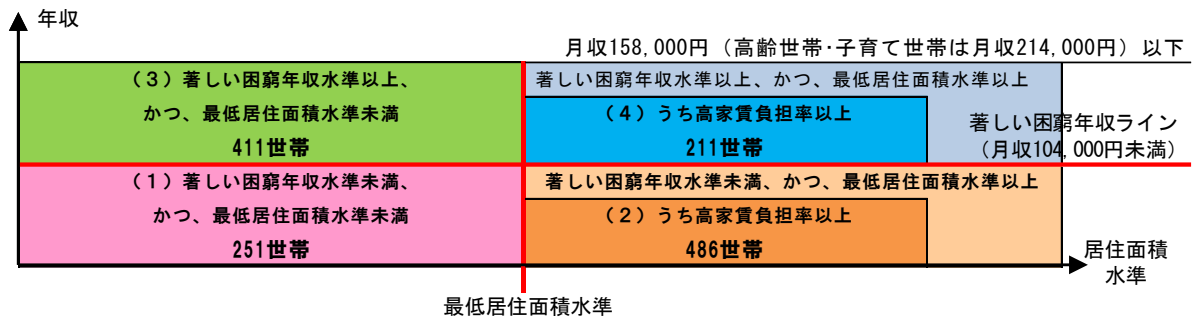 年収
月収158,000円（高齢世帯･子育て世帯は月収214,000円）以下
（３）著しい困窮年収水準以上、
かつ、最低居住面積水準未満
411世帯
著しい困窮年収水準以上、かつ、最低居住面積水準以上
（４）うち高家賃負担率以上
211世帯
著しい困窮年収ライン
（月収104,000円未満）
（１）著しい困窮年収水準未満、
かつ、最低居住面積水準未満
251世帯
著しい困窮年収水準未満、かつ、最低居住面積水準以上
（２）うち高家賃負担率以上
486世帯
居住面積
水準
最低居住面積水準